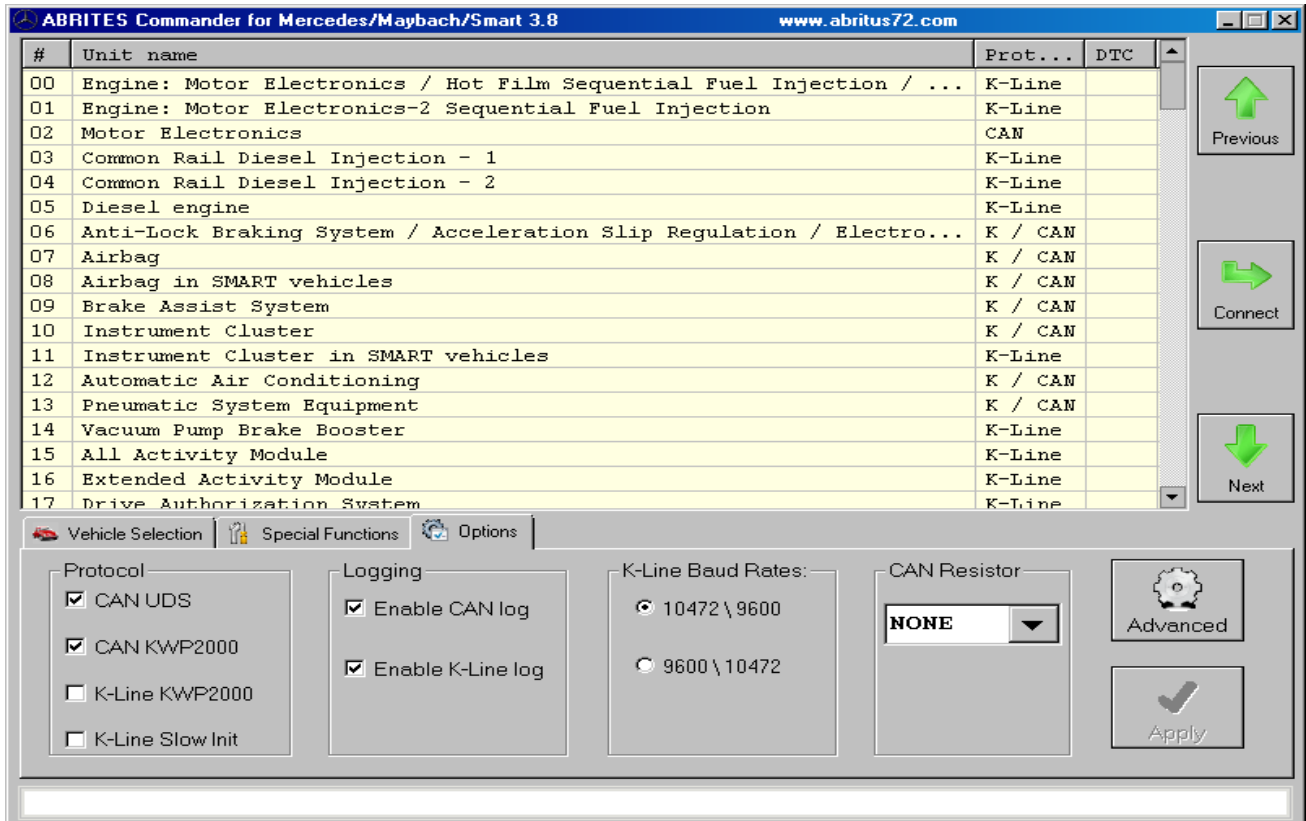 ABRITES Commander for Mercedes/Maybach/Smart 3.8 www.abritus72.com
# Unit name Prot... DTC
00 Engine: Motor Electronics / Hot Film Sequential Fuel Injection / ... K-Line
01 Engine: Motor Electronics-2 Sequential Fuel Injection K-Line
02 Motor Electronics CAN
03 Common Rail Diesel Injection - 1 K-Line
04 Common Rail Diesel Injection - 2 K-Line
05 Diesel engine K-Line
06 Anti-Lock Braking System / Acceleration Slip Regulation / Electro... K / CAN
07 Airbag K / CAN
08 Airbag in SMART vehicles K / CAN
09 Brake Assist System K / CAN
10 Instrument Cluster K / CAN
11 Instrument Cluster in SMART vehicles K-Line
12 Automatic Air Conditioning K / CAN
13 Pneumatic System Equipment K / CAN
14 Vacuum Pump Brake Booster K-Line
15 All Activity Module K-Line
16 Extended Activity Module K-Line
17 Drive Authorization System K-Line
Previous
Connect
Next
Vehicle Selection Special Functions Options
Protocol
CAN UDS
CAN KWP2000
K-Line KWP2000
K-Line Slow Init
Logging
Enable CAN log
Enable K-Line log
K-Line Baud Rates:
10472 \ 9600
9600 \ 10472
CAN Resistor
NONE
Advanced
Apply